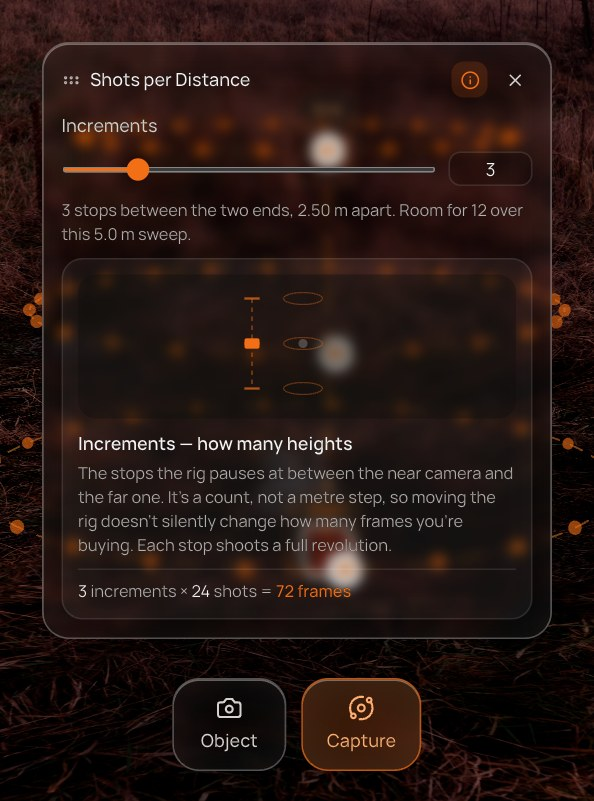 Shots per Distance
Increments
3
3 stops between the two ends, 2.50 m apart. Room for 12 over
this 5.0 m sweep.
Increments — how many heights
The stops the rig pauses at between the near camera and
the far one. It's a count, not a metre step, so moving the
rig doesn't silently change how many frames you're
buying. Each stop shoots a full revolution.
3 increments × 24 shots = 72 frames
Object
Capture